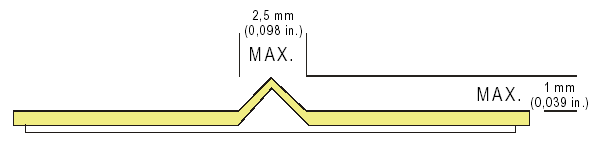 2,5 mm
(0,098 in.)
MAX.
MAX.
1 mm
(0,039 in.)